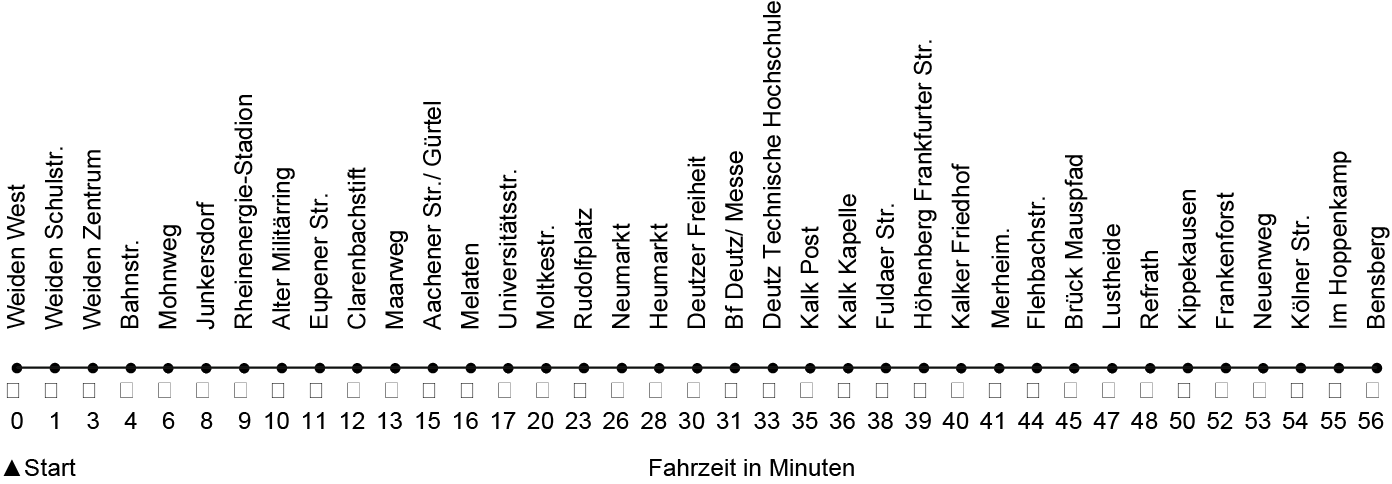 Weiden West
Weiden Schulstr.
Weiden Zentrum
Bahnstr.
Mohnweg
Junkersdorf
Rheinenergie-Stadion
Alter Militärring
Eupener Str.
Clarenbachstift
Maarweg
Aachener Str./ Gürtel
Melaten
Universitätsstr.
Moltkestr.
Rudolfplatz
Neumarkt
Heumarkt
Deutzer Freiheit
Bf Deutz/ Messe
Deutz Technische Hochschule
Kalk Post
Kalk Kapelle
Fuldaer Str.
Höhenberg Frankfurter Str.
Kalker Friedhof
Merheim.
Flehbachstr.
Brück Mauspfad
Lustheide
Refrath
Kippekausen
Frankenforst
Neuenweg
Kölner Str.
Im Hoppenkamp
Bensberg
0 1 3 4 6 8 9 10 11 12 13 15 16 17 20 23 26 28 30 31 33 35 36 38 39 40 41 44 45 47 48 50 52 53 54 55 56
▲Start
Fahrzeit in Minuten